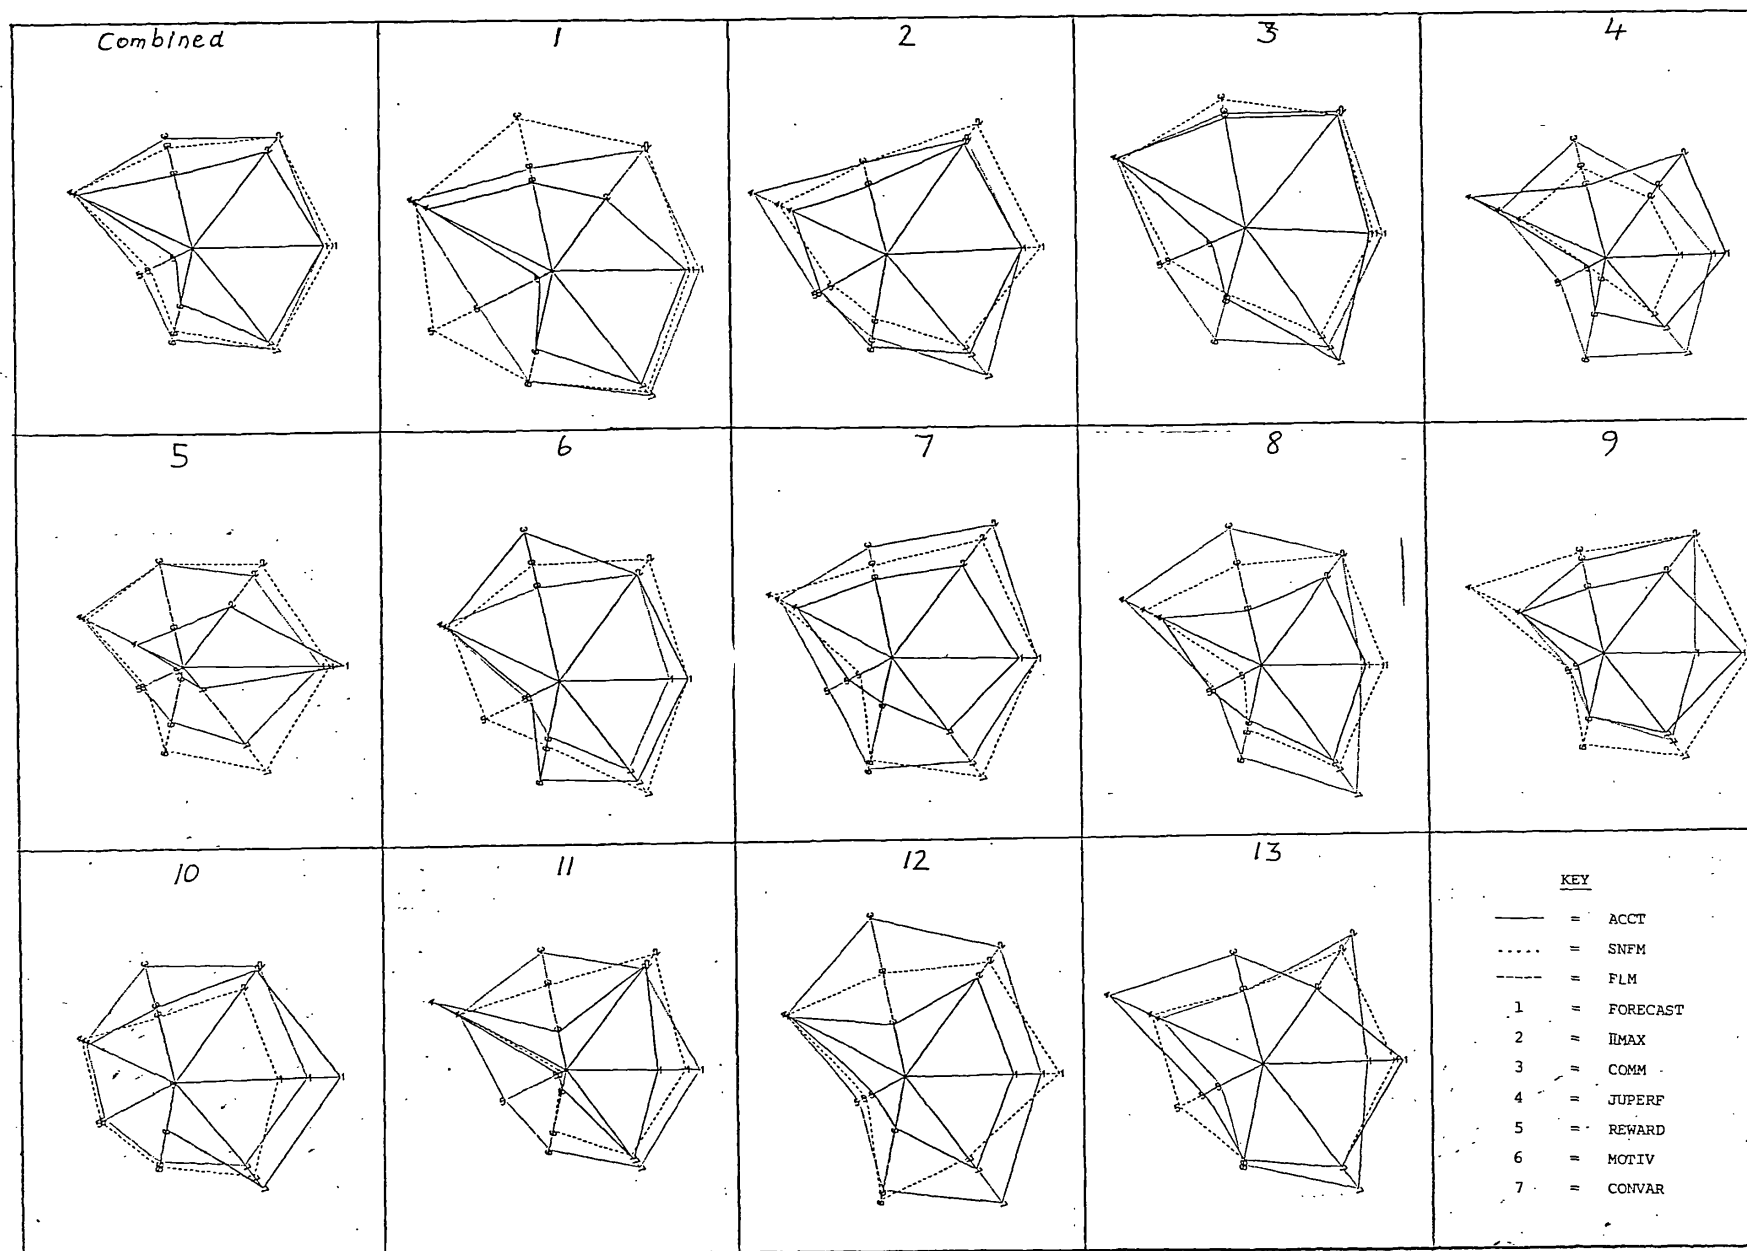 Combined
1
2
3
4
5
6
7
8
9
10
11
12
13
KEY
——— = ACCT
..... = SNFM
---- = FLM
1 = FORECAST
2 = ΠMAX
3 = COMM
4 = JUPERF
5 = REWARD
6 = MOTIV
7 = CONVAR